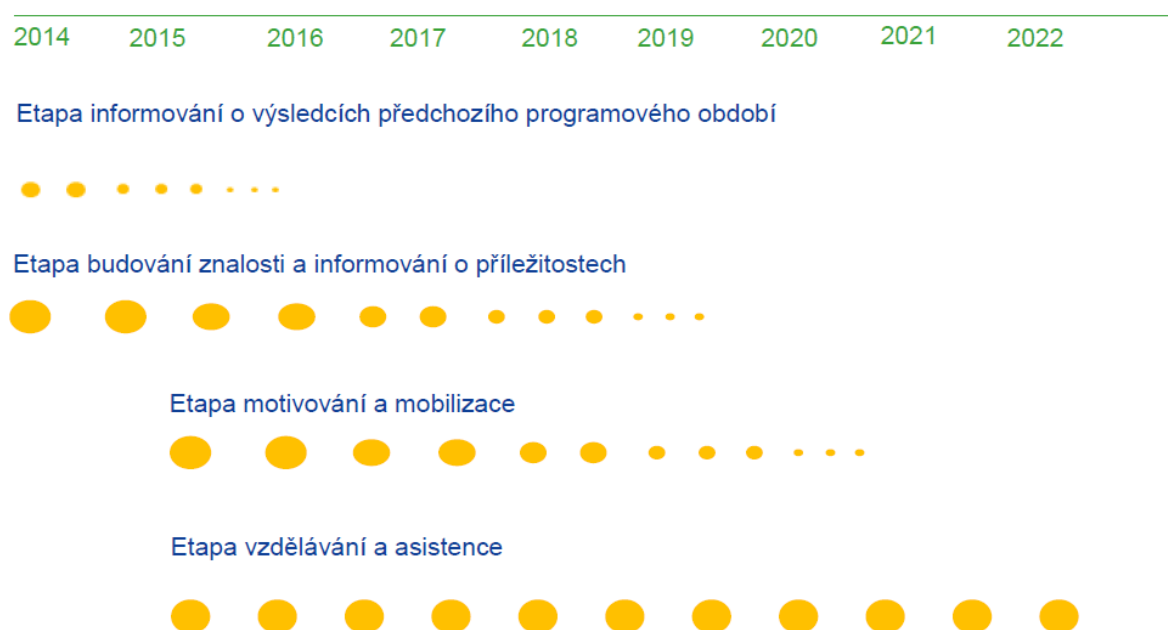 2014 2015 2016 2017 2018 2019 2020 2021 2022
Etapa informování o výsledcích předchozího programového období
Etapa budování znalosti a informování o příležitostech
Etapa motivování a mobilizace
Etapa vzdělávání a asistence